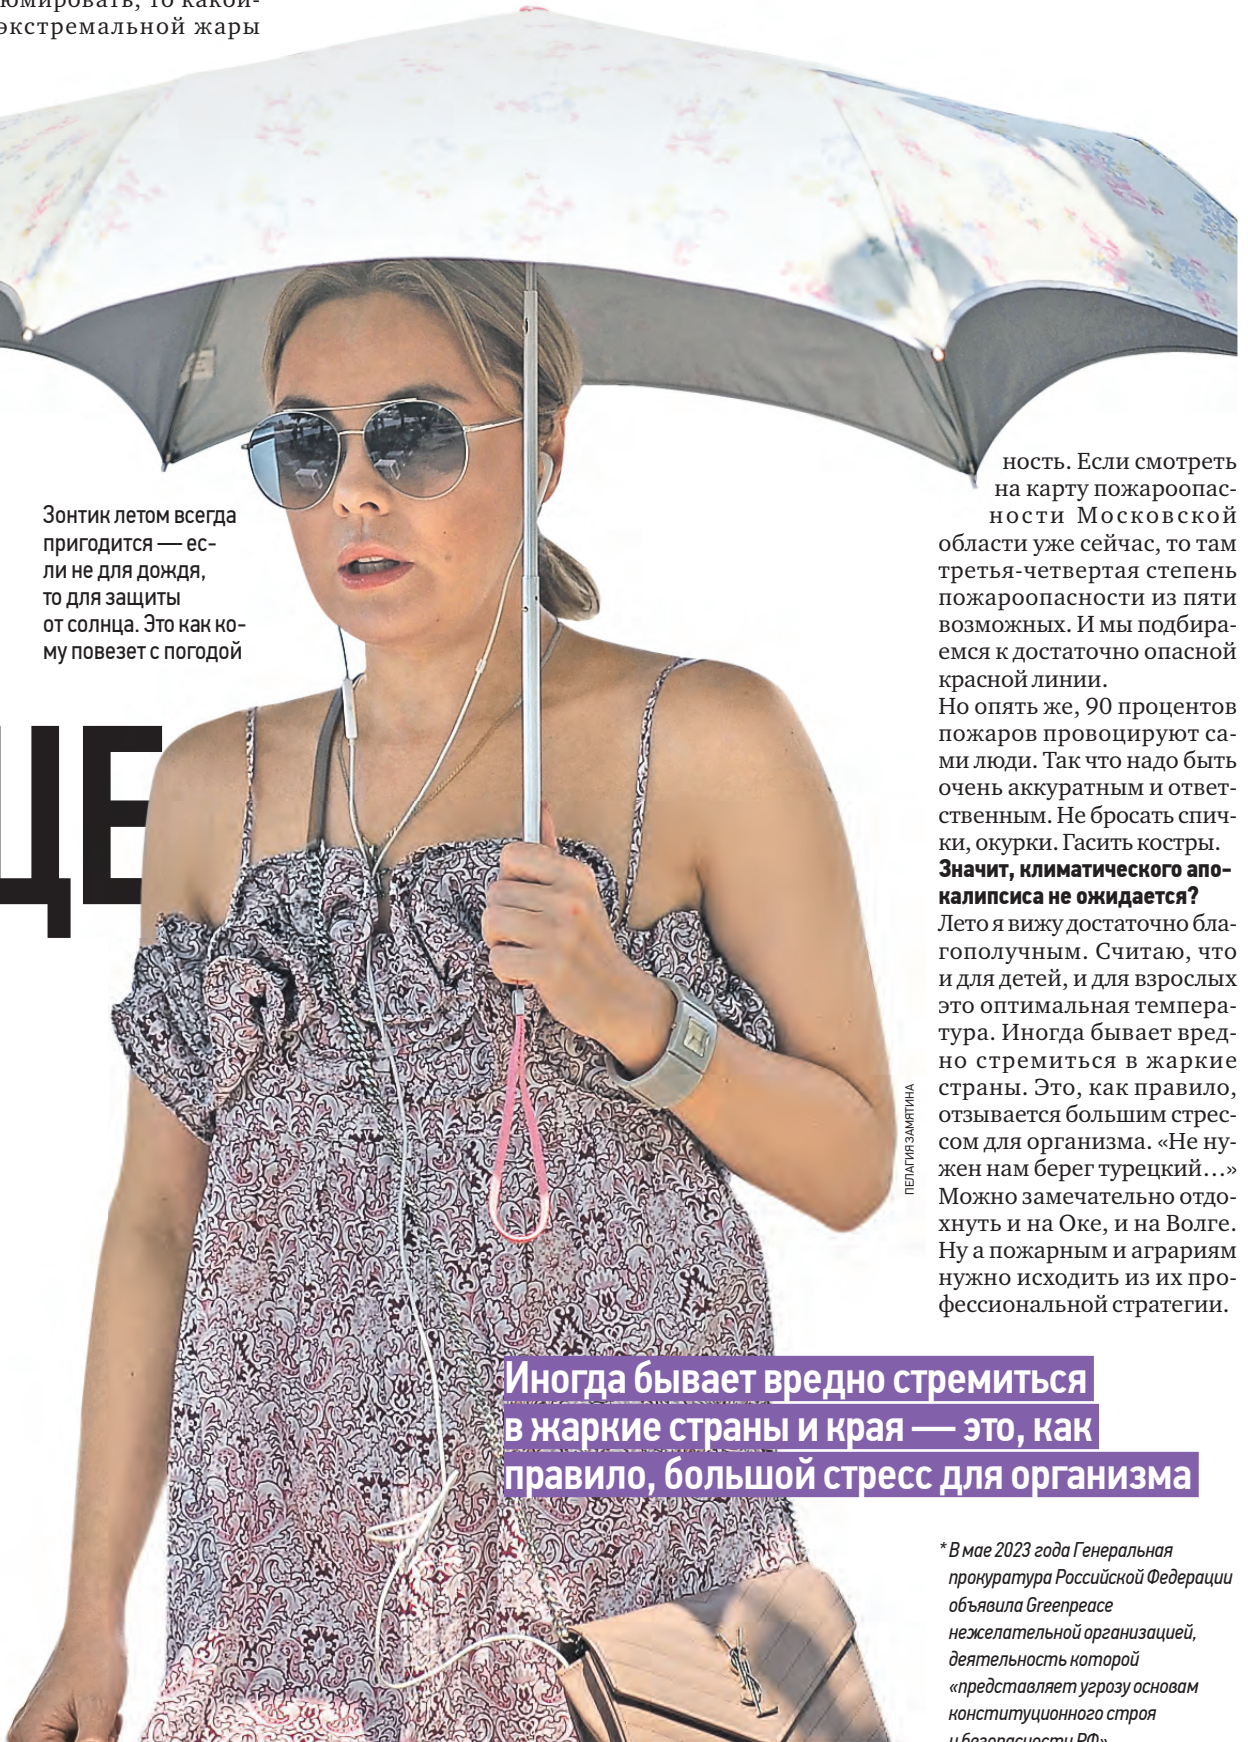 экстремальной жары
Зонтик летом всегда
пригодится — ес-
ли не для дождя,
то для защиты
от солнца. Это как ко-
му повезет с погодой
ЦЕ
ность. Если смотреть
на карту пожароопас-
ности Московской
области уже сейчас, то там
третья-четвертая степень
пожароопасности из пяти
возможных. И мы подбира-
емся к достаточно опасной
красной линии.
Но опять же, 90 процентов
пожаров провоцируют са-
ми люди. Так что надо быть
очень аккуратным и ответ-
ственным. Не бросать спич-
ки, окурки. Гасить костры.
Значит, климатического апо-
калипсиса не ожидается?
Лето я вижу достаточно бла-
гополучным. Считаю, что
и для детей, и для взрослых
это оптимальная темпера-
тура. Иногда бывает вред-
но стремиться в жаркие
страны. Это, как правило,
отзывается большим стрес-
сом для организма. «Не ну-
жен нам берег турецкий...»
Можно замечательно отдо-
хнуть и на Оке, и на Волге.
Ну а пожарным и аграриям
нужно исходить из их про-
фессиональной стратегии.
ПЕЛАГИЯ ЗАМЯТИНА
Иногда бывает вредно стремиться
в жаркие страны и края — это, как
правило, большой стресс для организма
* В мае 2023 года Генеральная
прокуратура Российской Федерации
объявила Greenpeace
нежелательной организацией,
деятельность которой
«представляет угрозу основам
конституционного строя
и безопасности РФ»